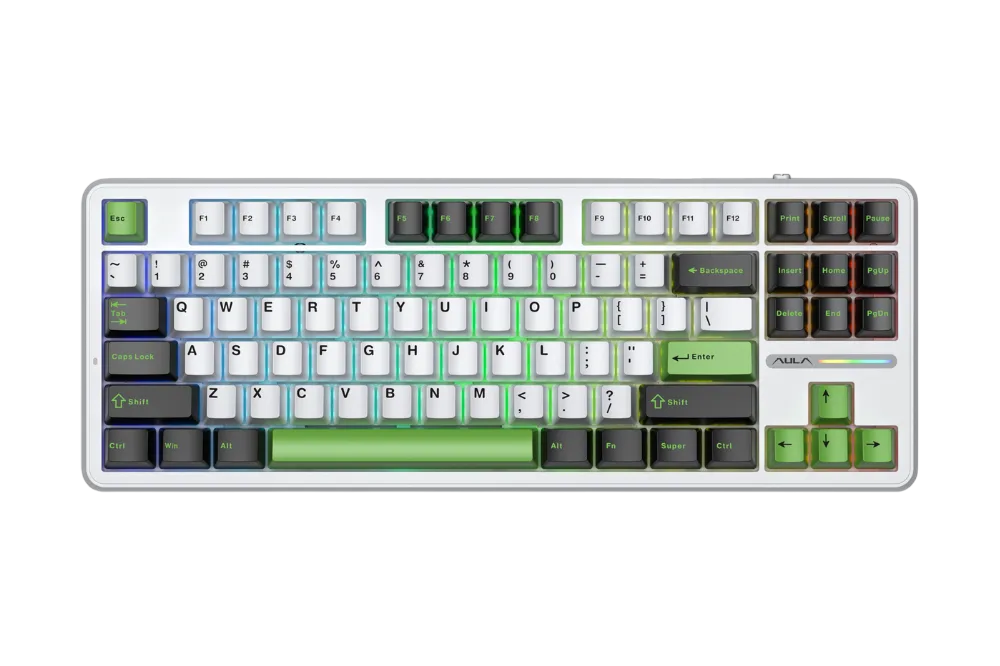 Esc F1 F2 F3 F4 F5 F6 F7 F8 F9 F10 F11 F12 Print Scroll Pause
~ ! @ # $ % ^ & * ( ) — +
` 1 2 3 4 5 6 7 8 9 0 - = Backspace Insert Home PgUp
Tab Q W E R T Y U I O P { } | Delete End PgDn
[ ] \
Caps Lock A S D F G H J K L : " Enter AULA
; '
Shift Z X C V B N M < > ? Shift
, . /
Ctrl Win Alt Alt Fn Super Ctrl